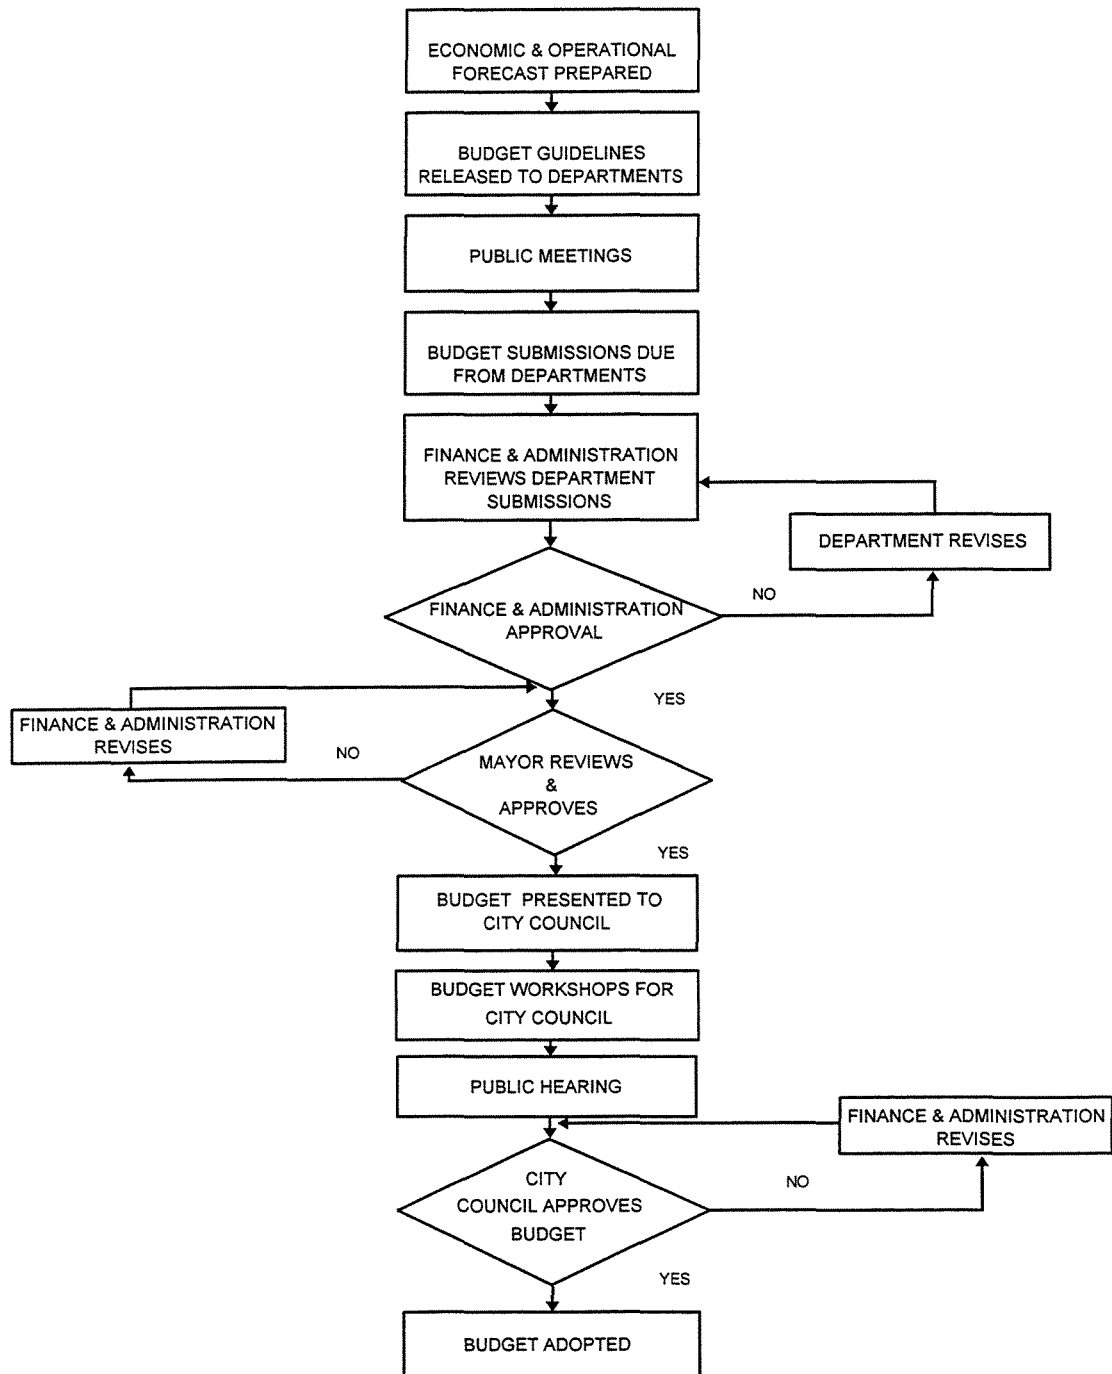 ECONOMIC & OPERATIONAL
FORECAST PREPARED
BUDGET GUIDELINES
RELEASED TO DEPARTMENTS
PUBLIC MEETINGS
BUDGET SUBMISSIONS DUE
FROM DEPARTMENTS
FINANCE & ADMINISTRATION
REVIEWS DEPARTMENT
SUBMISSIONS
DEPARTMENT REVISES
NO
FINANCE & ADMINISTRATION
APPROVAL
YES
FINANCE & ADMINISTRATION
REVISES
NO
MAYOR REVIEWS
&
APPROVES
YES
BUDGET PRESENTED TO
CITY COUNCIL
BUDGET WORKSHOPS FOR
CITY COUNCIL
PUBLIC HEARING
FINANCE & ADMINISTRATION
REVISES
CITY
COUNCIL APPROVES
BUDGET
NO
YES
BUDGET ADOPTED